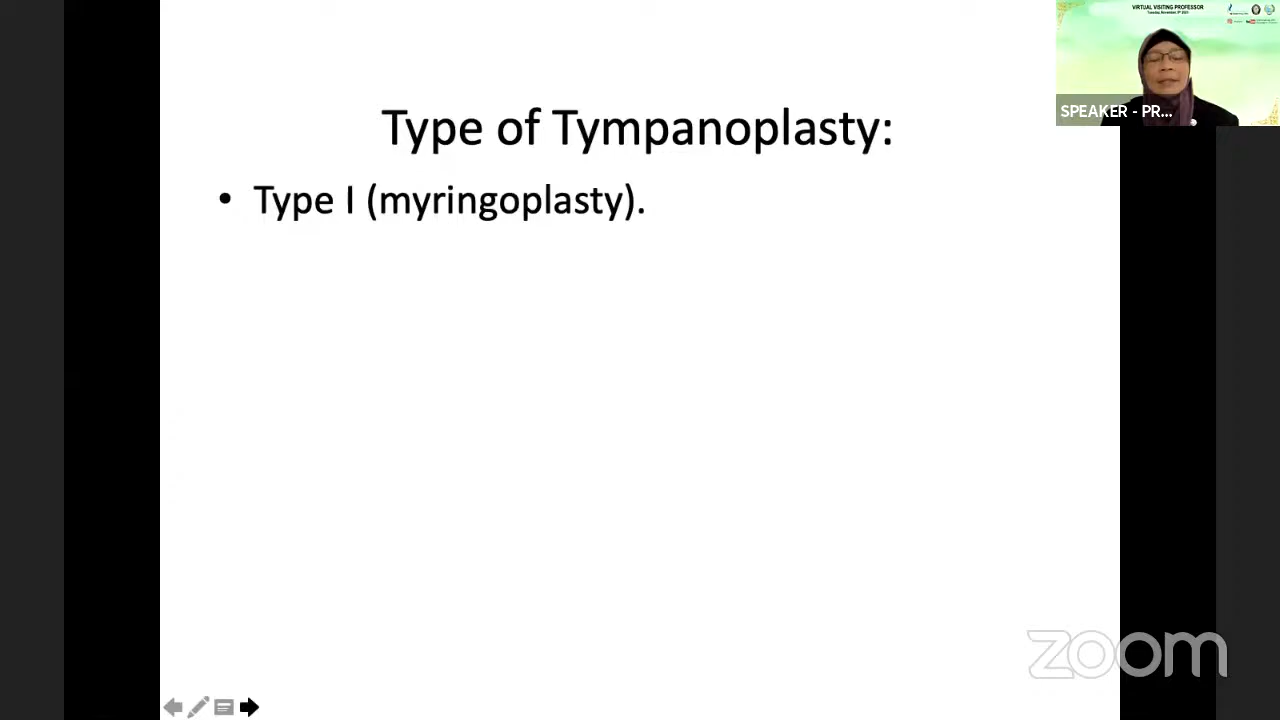 VIRTUAL VISITING PROFESSOR
SPEAKER - PR...
Type of Tympanoplasty:
• Type I (myringoplasty).
zoom